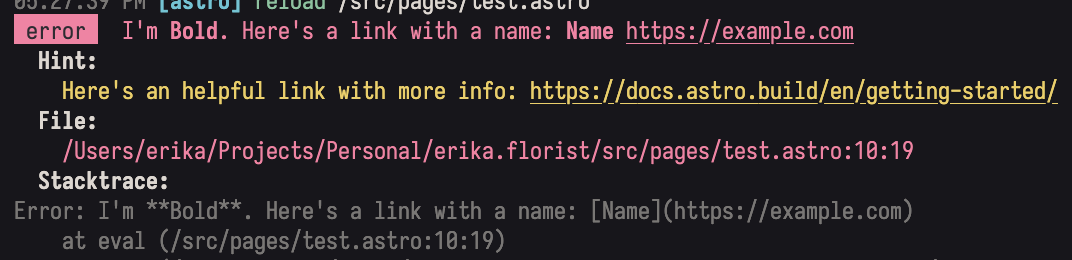 05:27:39 PM [astro] reload /src/pages/test.astro
error I'm Bold. Here's a link with a name: Name https://example.com
Hint:
Here's an helpful link with more info: https://docs.astro.build/en/getting-started/
File:
/Users/erika/Projects/Personal/erika.florist/src/pages/test.astro:10:19
Stacktrace:
Error: I'm **Bold**. Here's a link with a name: [Name](https://example.com)
at eval (/src/pages/test.astro:10:19)